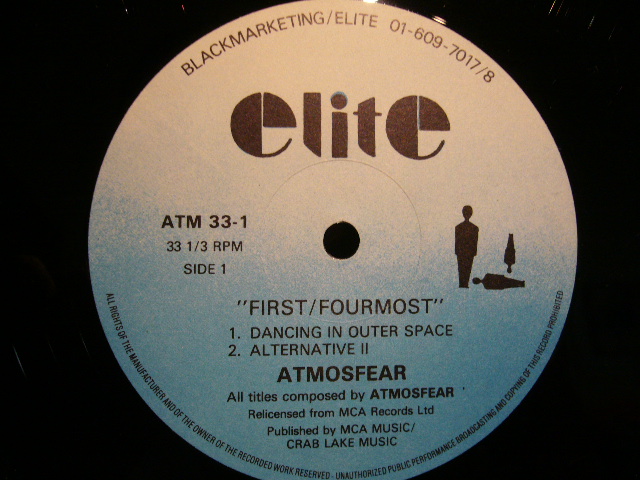 BLACKMARKETING/ELITE 01-609-7017/8
elite
ATM 33-1
33 1/3 RPM
SIDE 1
"FIRST/FOURMOST"
1. DANCING IN OUTER SPACE
2. ALTERNATIVE II
ATMOSFEAR
All titles composed by ATMOSFEAR
Relicensed from MCA Records Ltd
Published by MCA MUSIC/
CRAB LAKE MUSIC
ALL RIGHTS OF THE MANUFACTURER AND OF THE OWNER OF THE RECORDED WORK RESERVED - UNAUTHORIZED PUBLIC PERFORMANCE BROADCASTING AND COPYING OF THIS RECORD PROHIBITED